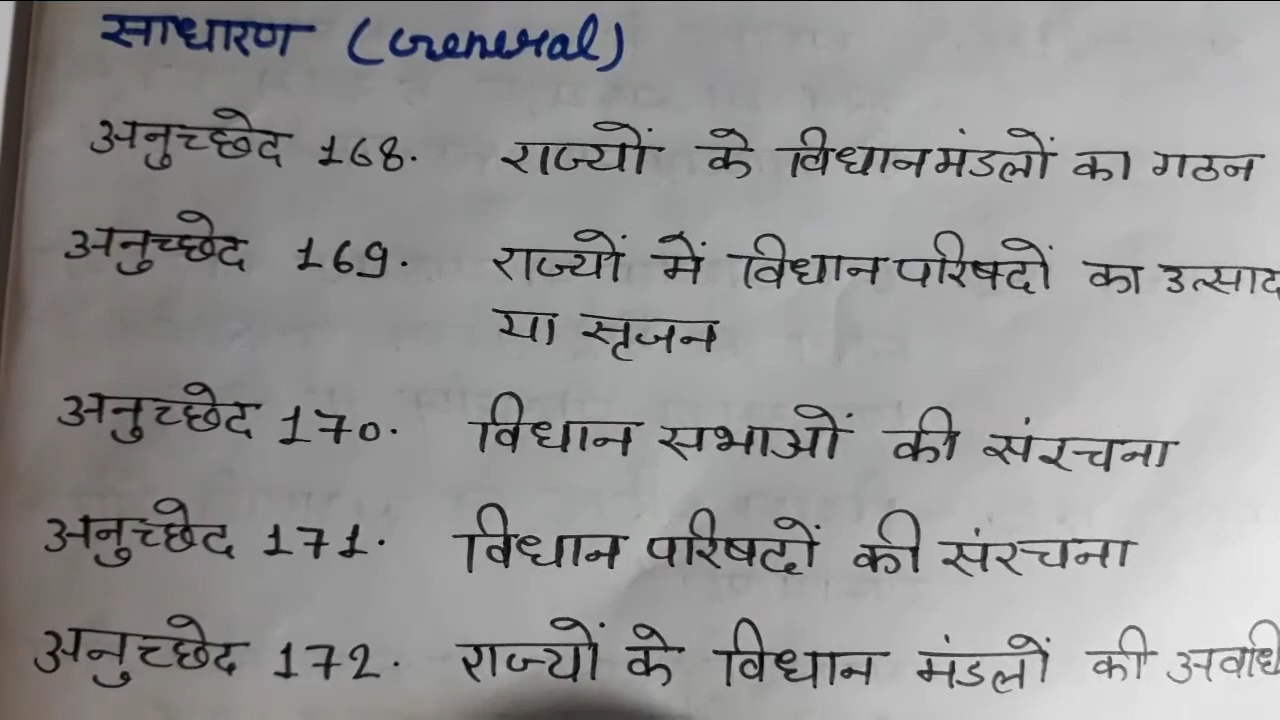 साधारण (General)
अनुच्छेद 168. राज्यों के विधानमंडलों का गठन
अनुच्छेद 169. राज्यों में विधान परिषदों का उत्साद
या सृजन
अनुच्छेद 170. विधान सभाओं की संरचना
अनुच्छेद 171. विधान परिषदों की संरचना
अनुच्छेद 172. राज्यों के विधान मंडलों की अवधि